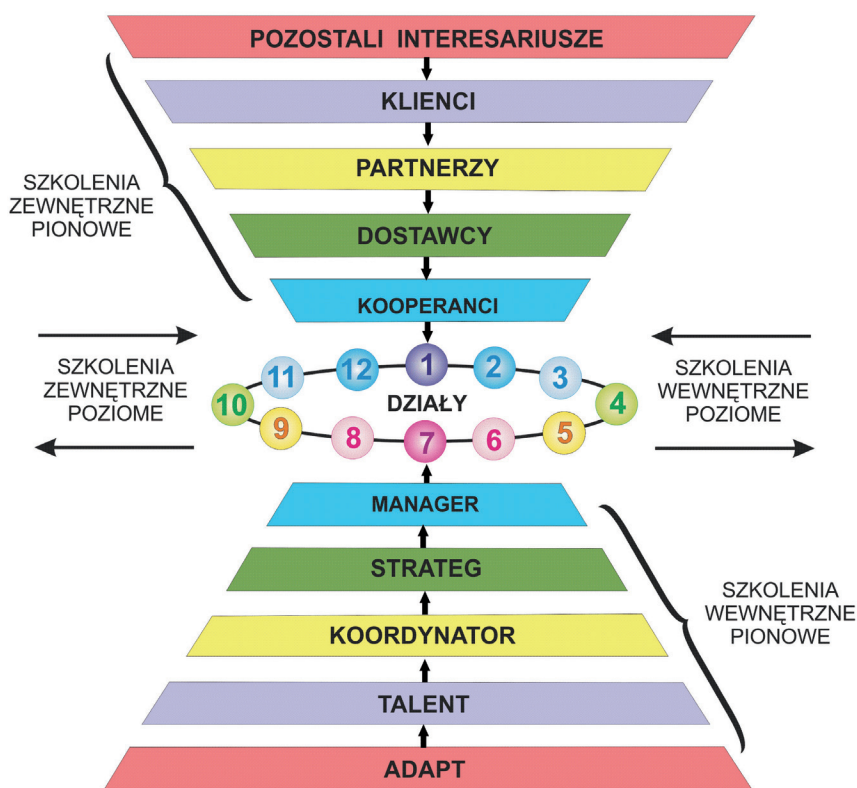 POZOSTALI INTERESARIUSZE
KLIENCI
PARTNERZY
SZKOLENIA
ZEWNĘTRZNE
PIONOWE
DOSTAWCY
KOOPERANCI
SZKOLENIA
ZEWNĘTRZNE
POZIOME
11
12
1
2
3
10
DZIAŁY
4
9
8
7
6
5
SZKOLENIA
WEWNĘTRZNE
POZIOME
MANAGER
STRATEG
KOORDYNATOR
SZKOLENIA
WEWNĘTRZNE
PIONOWE
TALENT
ADAPT